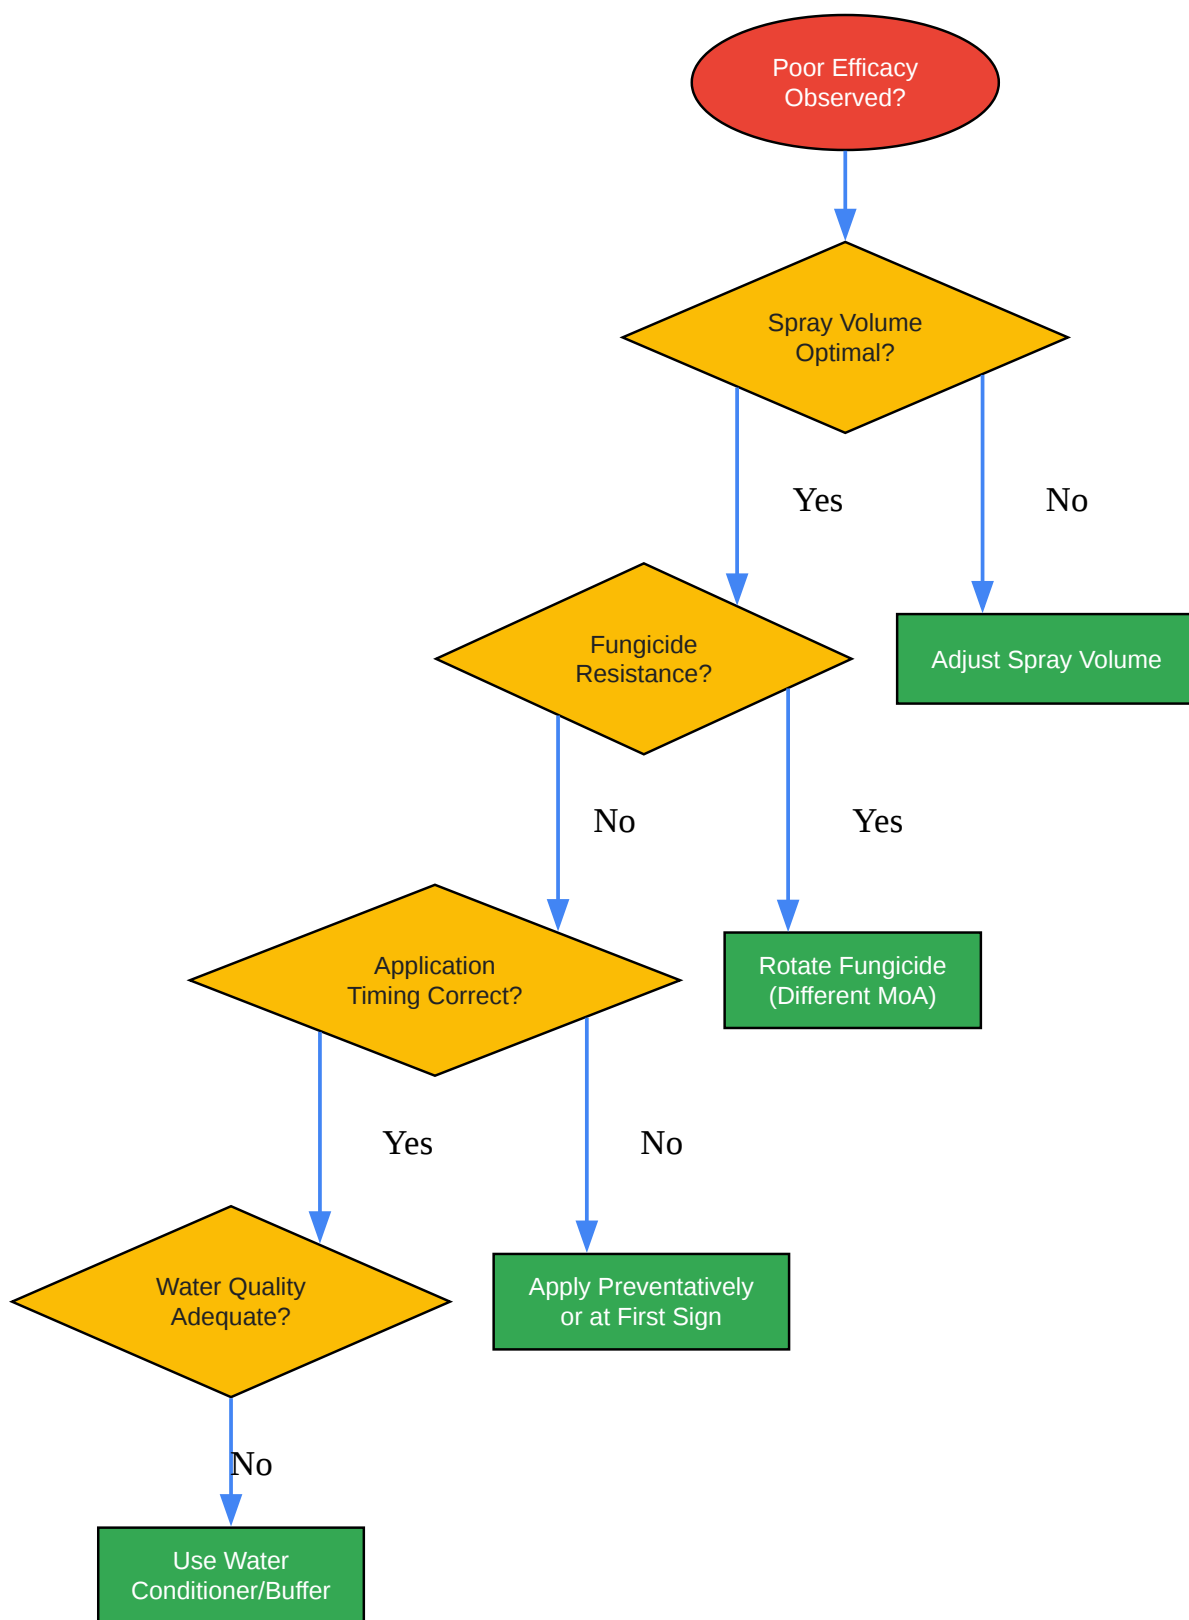 Poor Efficacy
Observed?
Spray Volume
Optimal?
Yes
No
Fungicide
Resistance?
Adjust Spray Volume
No
Yes
Application
Timing Correct?
Rotate Fungicide
(Different MoA)
Yes
No
Water Quality
Adequate?
Apply Preventatively
or at First Sign
No
Use Water
Conditioner/Buffer